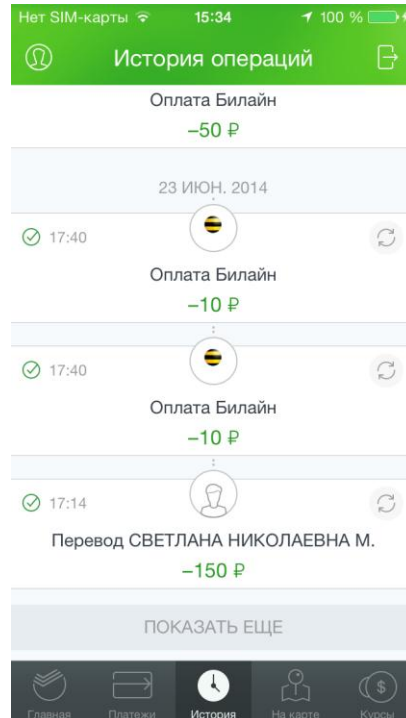 Нет SIM-карты 15:34 100 %
История операций
Оплата Билайн
−50 ₽
23 ИЮН. 2014
17:40
Оплата Билайн
−10 ₽
17:40
Оплата Билайн
−10 ₽
17:14
Перевод СВЕТЛАНА НИКОЛАЕВНА М.
−150 ₽
ПОКАЗАТЬ ЕЩЕ
Главная Платежи История На карте Курсы